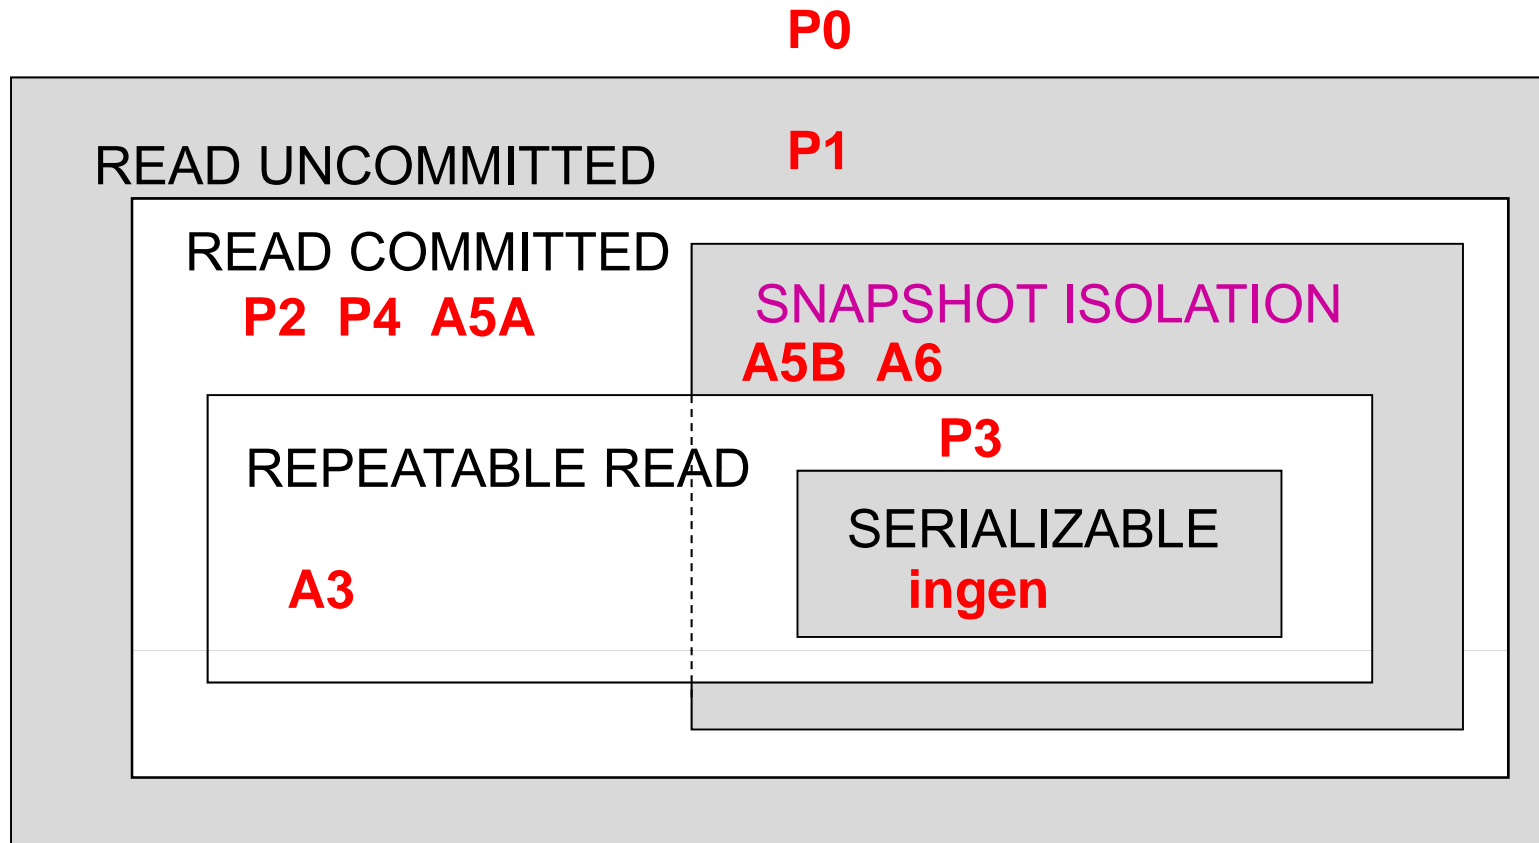 P0
P1
READ UNCOMMITTED
READ COMMITTED
P2 P4 A5A
SNAPSHOT ISOLATION
A5B A6
P3
REPEATABLE READ
SERIALIZABLE
A3
ingen